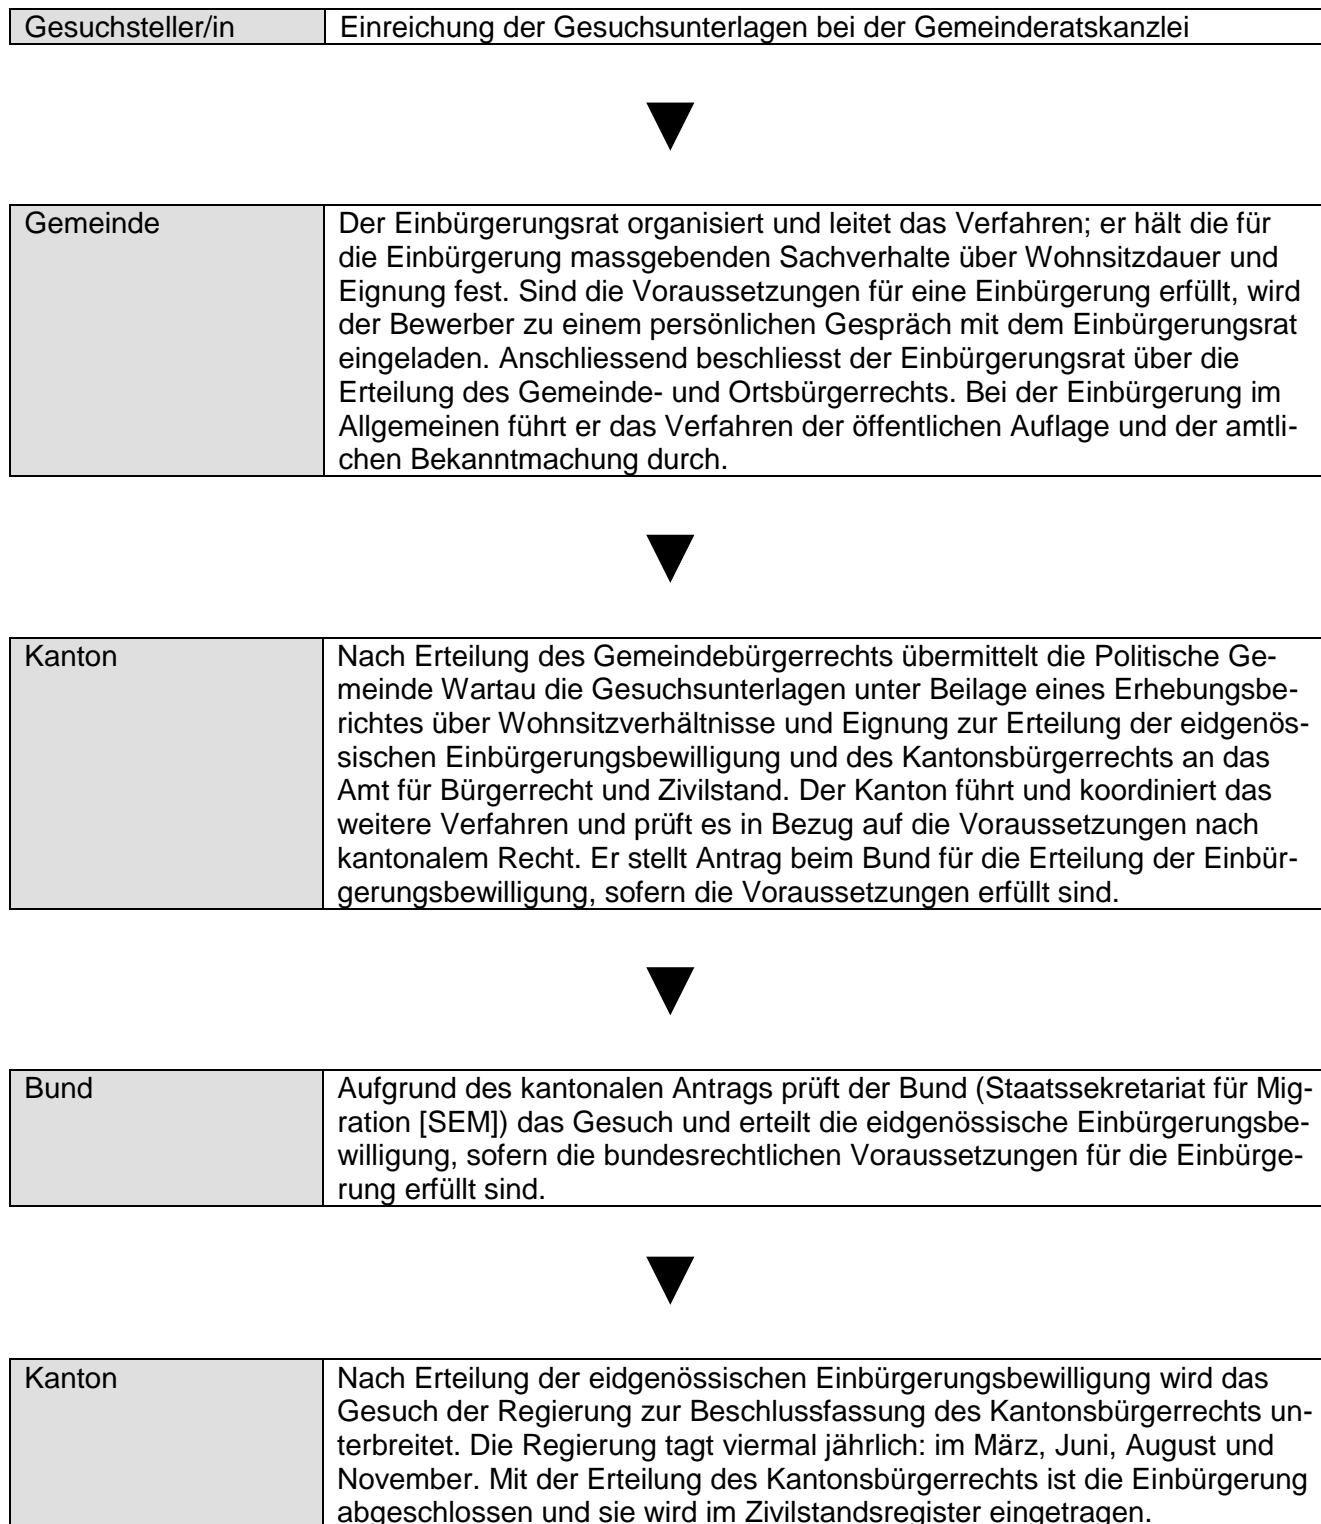 Gesuchsteller/in Einreichung der Gesuchsunterlagen bei der Gemeinderatskanzlei
Gemeinde Der Einbürgerungsrat organisiert und leitet das Verfahren; er hält die für
die Einbürgerung massgebenden Sachverhalte über Wohnsitzdauer und
Eignung fest. Sind die Voraussetzungen für eine Einbürgerung erfüllt, wird
der Bewerber zu einem persönlichen Gespräch mit dem Einbürgerungsrat
eingeladen. Anschliessend beschliesst der Einbürgerungsrat über die
Erteilung des Gemeinde- und Ortsbürgerrechts. Bei der Einbürgerung im
Allgemeinen führt er das Verfahren der öffentlichen Auflage und der amtli-
chen Bekanntmachung durch.
Kanton Nach Erteilung des Gemeindebürgerrechts übermittelt die Politische Ge-
meinde Wartau die Gesuchsunterlagen unter Beilage eines Erhebungsbe-
richtes über Wohnsitzverhältnisse und Eignung zur Erteilung der eidgenös-
sischen Einbürgerungsbewilligung und des Kantonsbürgerrechts an das
Amt für Bürgerrecht und Zivilstand. Der Kanton führt und koordiniert das
weitere Verfahren und prüft es in Bezug auf die Voraussetzungen nach
kantonalem Recht. Er stellt Antrag beim Bund für die Erteilung der Einbür-
gerungsbewilligung, sofern die Voraussetzungen erfüllt sind.
Bund Aufgrund des kantonalen Antrags prüft der Bund (Staatssekretariat für Mig-
ration [SEM]) das Gesuch und erteilt die eidgenössische Einbürgerungsbe-
willigung, sofern die bundesrechtlichen Voraussetzungen für die Einbürge-
rung erfüllt sind.
Kanton Nach Erteilung der eidgenössischen Einbürgerungsbewilligung wird das
Gesuch der Regierung zur Beschlussfassung des Kantonsbürgerrechts un-
terbreitet. Die Regierung tagt viermal jährlich: im März, Juni, August und
November. Mit der Erteilung des Kantonsbürgerrechts ist die Einbürgerung
abgeschlossen und sie wird im Zivilstandsregister eingetragen.